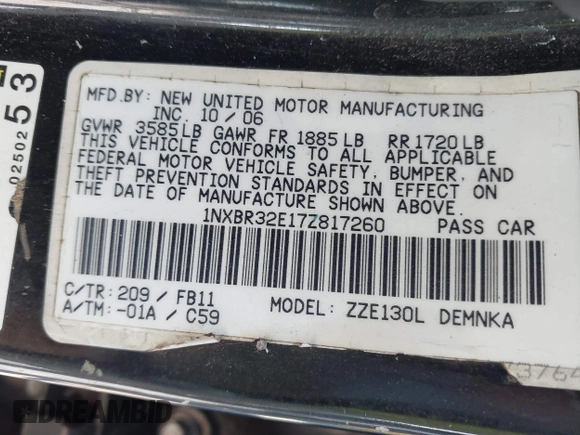 MFD.BY: NEW UNITED MOTOR MANUFACTURING
INC. 10/06
GVWR 3585LB GAWR FR 1885LB RR1720LB
THIS VEHICLE CONFORMS TO ALL APPLICABLE
FEDERAL MOTOR VEHICLE SAFETY, BUMPER, AND
THEFT PREVENTION STANDARDS IN EFFECT ON
THE DATE OF MANUFACTURE SHOWN ABOVE.
1NXBR32E17Z817260 PASS CAR
C/TR: 209 / FB11
A/TM: -01A / C59
MODEL: ZZE130L DEMNKA
02502
53
3764
DREAMBID